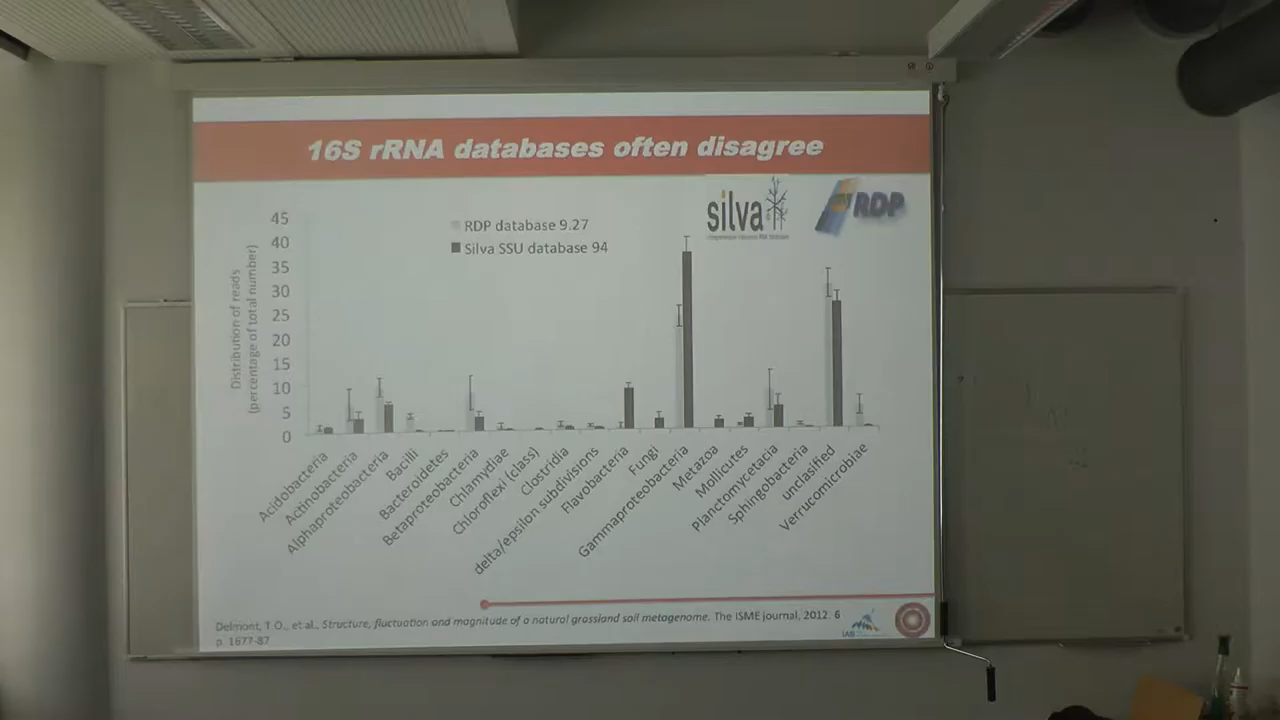 16S rRNA databases often disagree
silva
RDP
RDP database 9.27
Silva SSU database 94
Distribution of reads
(percentage of total number)
45
40
35
30
25
20
15
10
5
0
Acidobacteria
Actinobacteria
Alphaproteobacteria
Bacilli
Bacteroidetes
Betaproteobacteria
Chlamydiae
Chloroflexi (class)
Clostridia
delta/epsilon subdivisions
Flavobacteria
Fungi
Gammaproteobacteria
Metazoa
Mollicutes
Planctomycetacia
Sphingobacteria
unclassified
Verrucomicrobiae
Delmont, T.O., et al., Structure, fluctuation and magnitude of a natural grassland soil metagenome. The ISME journal, 2012. 6
p. 1677-87
IAB